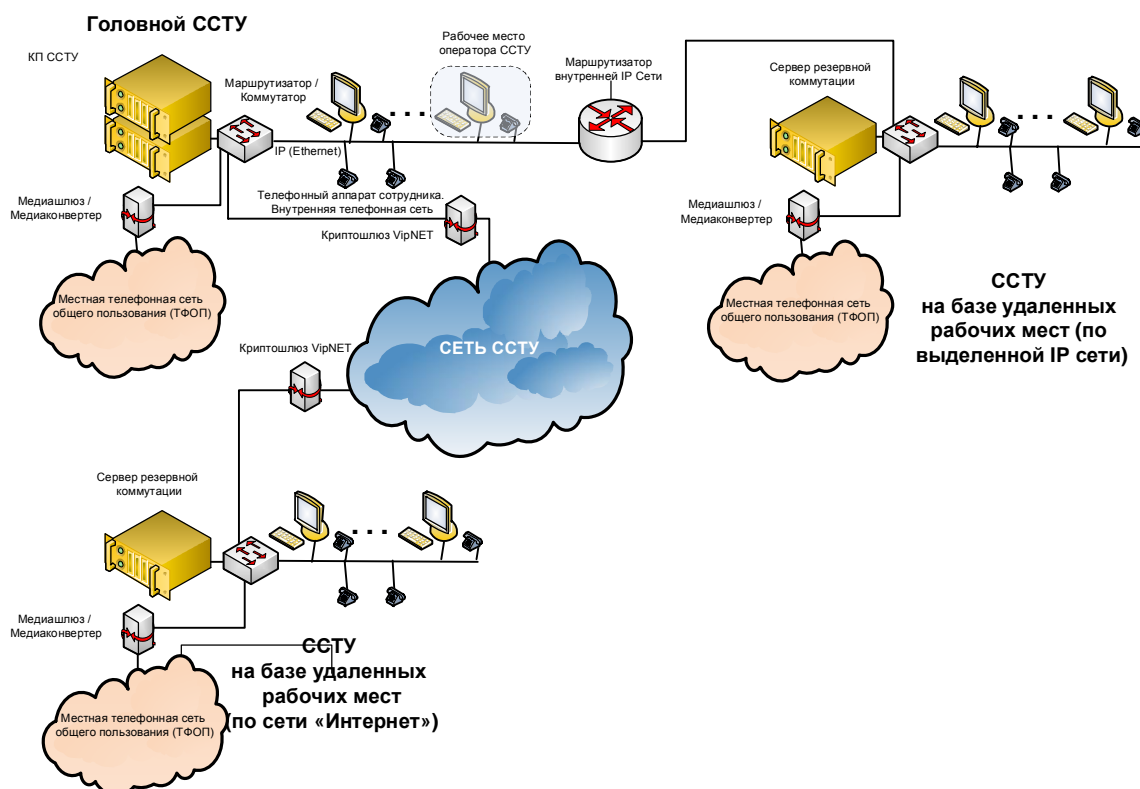 Головной ССТУ
КП ССТУ
Маршрутизатор /
Коммутатор
Рабочее место
оператора ССТУ
Маршрутизатор
внутренней IP Сети
Сервер резервной
коммутации
IP (Ethernet)
Медиашлюз /
Медиаконвертер
Телефонный аппарат сотрудника.
Внутренняя телефонная сеть
Криптошлюз VipNET
Медиашлюз /
Медиаконвертер
Местная телефонная сеть
общего пользования (ТФОП)
Местная телефонная сеть
общего пользования (ТФОП)
ССТУ
на базе удаленных
рабочих мест (по
выделенной IP сети)
Криптошлюз VipNET
СЕТЬ ССТУ
Сервер резервной
коммутации
Медиашлюз /
Медиаконвертер
ССТУ
на базе удаленных
рабочих мест
(по сети «Интернет»)
Местная телефонная сеть
общего пользования (ТФОП)